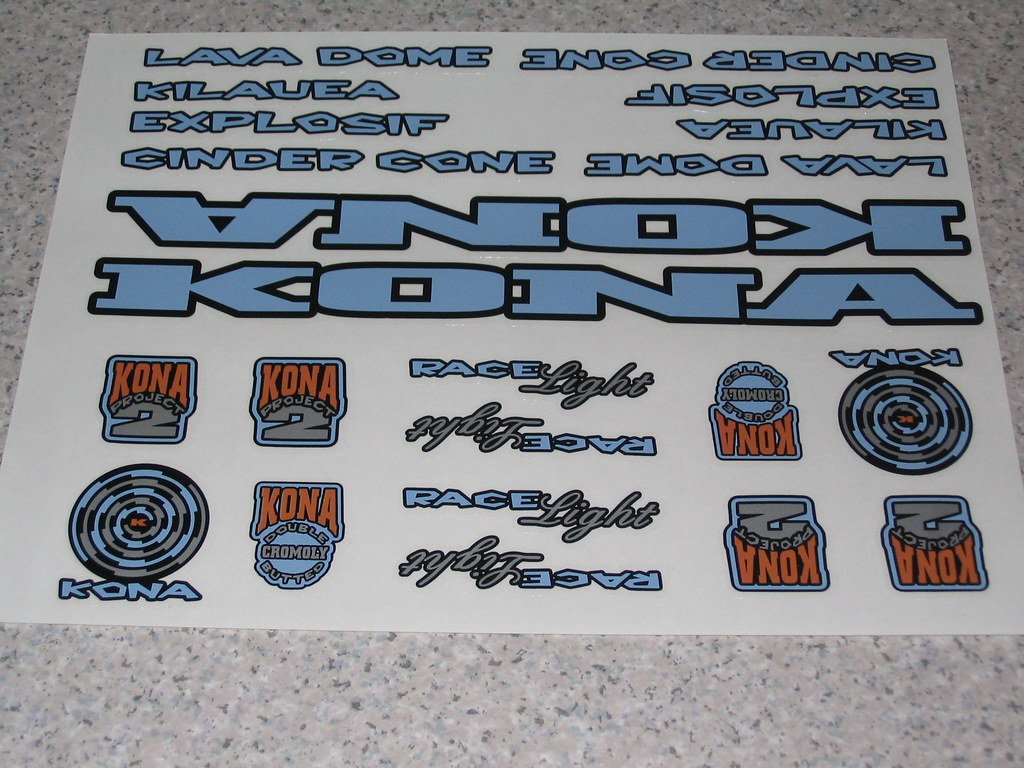 LAVA DOME CINDER CONE
KILAUEA EXPLOSIF
EXPLOSIF KILAUEA
CINDER CONE LAVA DOME
KONA
KONA
KONA PROJECT 2
KONA PROJECT 2
RACE Light
RACE Light
KONA DOUBLE CROMOLY BUTTED
KONA
K
K
KONA
KONA DOUBLE CROMOLY BUTTED
RACE Light
RACE Light
KONA PROJECT 2
KONA PROJECT 2